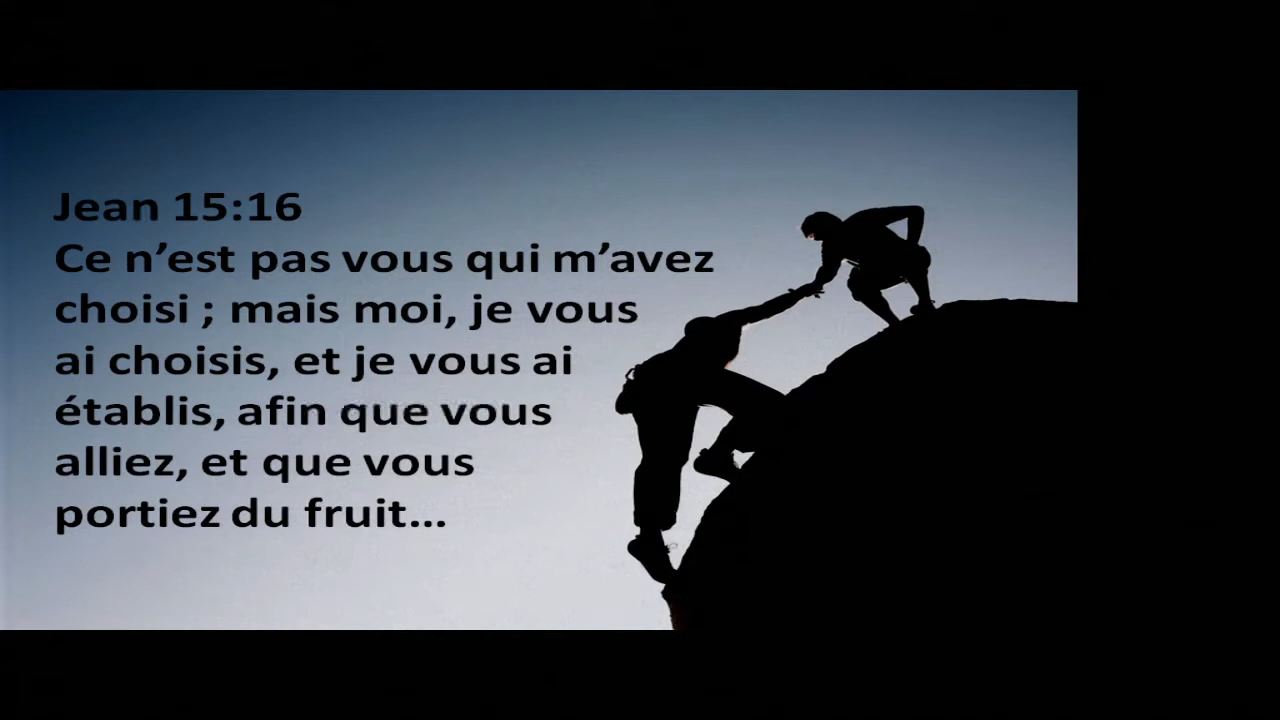 Jean 15:16
Ce n’est pas vous qui m’avez
choisi ; mais moi, je vous
ai choisis, et je vous ai
établis, afin que vous
alliez, et que vous
portiez du fruit...